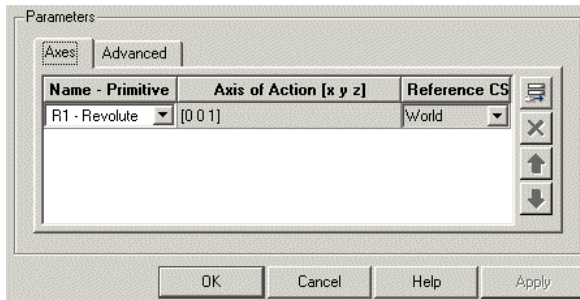 Parameters
Axes Advanced
Name - Primitive Axis of Action [x y z] Reference CS
R1 - Revolute [0 0 1] World
OK Cancel Help Apply